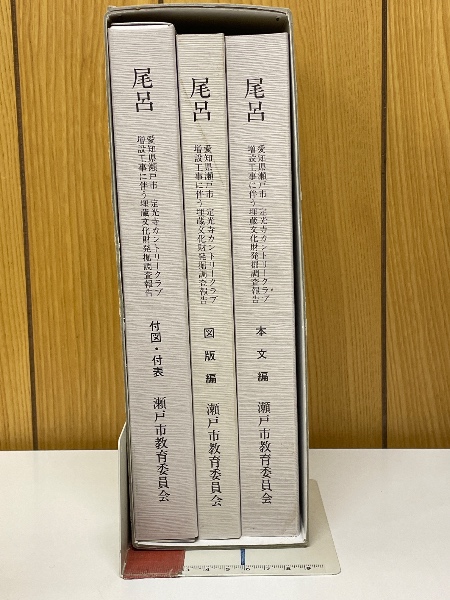 尾呂
愛知県瀬戸市 定光寺カントリークラブ
増設工事に伴う埋蔵文化財発掘調査報告
本文編
瀬戸市教育委員会
尾呂
愛知県瀬戸市 定光寺カントリークラブ
増設工事に伴う埋蔵文化財発掘調査報告
図版編
瀬戸市教育委員会
尾呂
愛知県瀬戸市 定光寺カントリークラブ
増設工事に伴う埋蔵文化財発掘調査報告
付図・付表
瀬戸市教育委員会